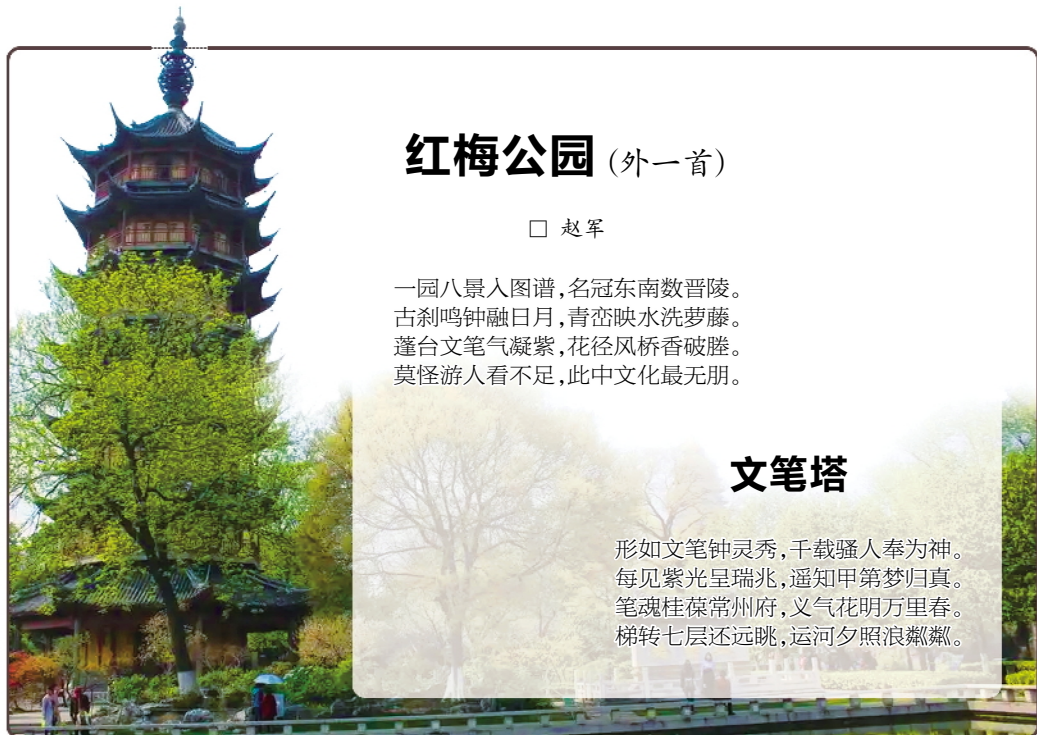 红梅公园(外一首)
□ 赵军
一园八景入图谱,名冠东南数晋陵。
古刹鸣钟融日月,青峦映水洗萝藤。
蓬台文笔气凝紫,花径风桥香破塍。
莫怪游人看不足,此中文化最无朋。
文笔塔
形如文笔钟灵秀,千载骚人奉为神。
每见紫光呈瑞兆,遥知甲第梦归真。
笔魂桂葆常州府,义气花明万里春。
梯转七层还远眺,运河夕照浪粼粼。